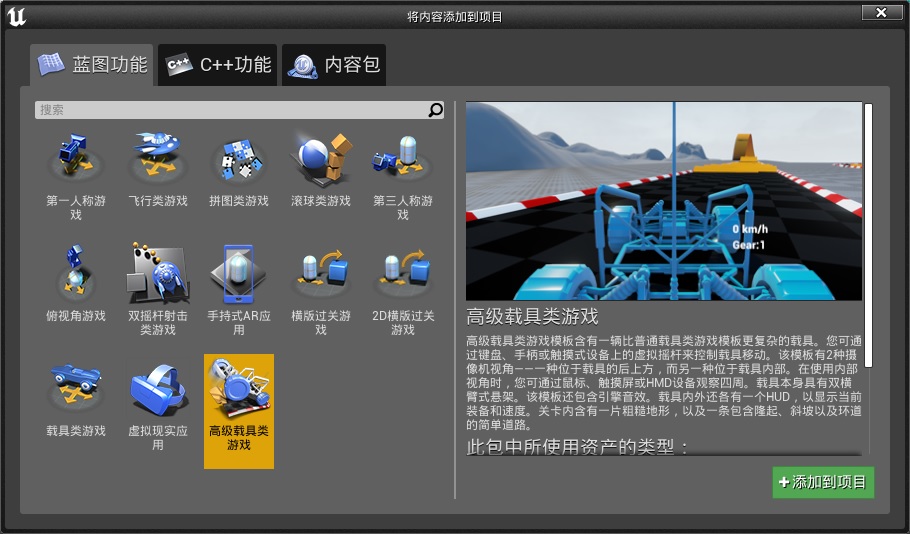 将内容添加到项目
蓝图功能
C++功能
内容包
搜索
第一人称游
戏
飞行类游戏
拼图类游戏
滚球类游戏
第三人称游
戏
俯视角游戏
双摇杆射击
类游戏
手持式AR应
用
横版过关游
戏
2D横版过关
游戏
载具类游戏
虚拟现实应
用
高级载具类
游戏
0 km/h
Gear:1
高级载具类游戏
高级载具类游戏模板含有一辆比普通载具类游戏模板更复杂的载具。您可通
过键盘、手柄或触摸式设备上的虚拟摇杆来控制载具移动。该模板有2种摄
像机视角---一种位于载具的后上方，而另一种位于载具内部。在使用内部
视角时，您可通过鼠标、触摸屏或HMD设备观察四周。载具本身具有双横
臂式悬架。该模板还包含引擎音效。载具内外还各有一个HUD，以显示当前
装备和速度。关卡内含有一片粗糙地形，以及一条包含隆起、斜坡以及环道
的简单道路。
此包中所使用资产的类型：
+添加到项目